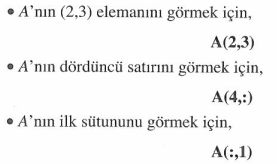 • A'nın (2,3) elemanını görmek için,
A(2,3)
• A'nın dördüncü satırını görmek için,
A(4,:)
• A'nın ilk sütununu görmek için,
A(:,1)